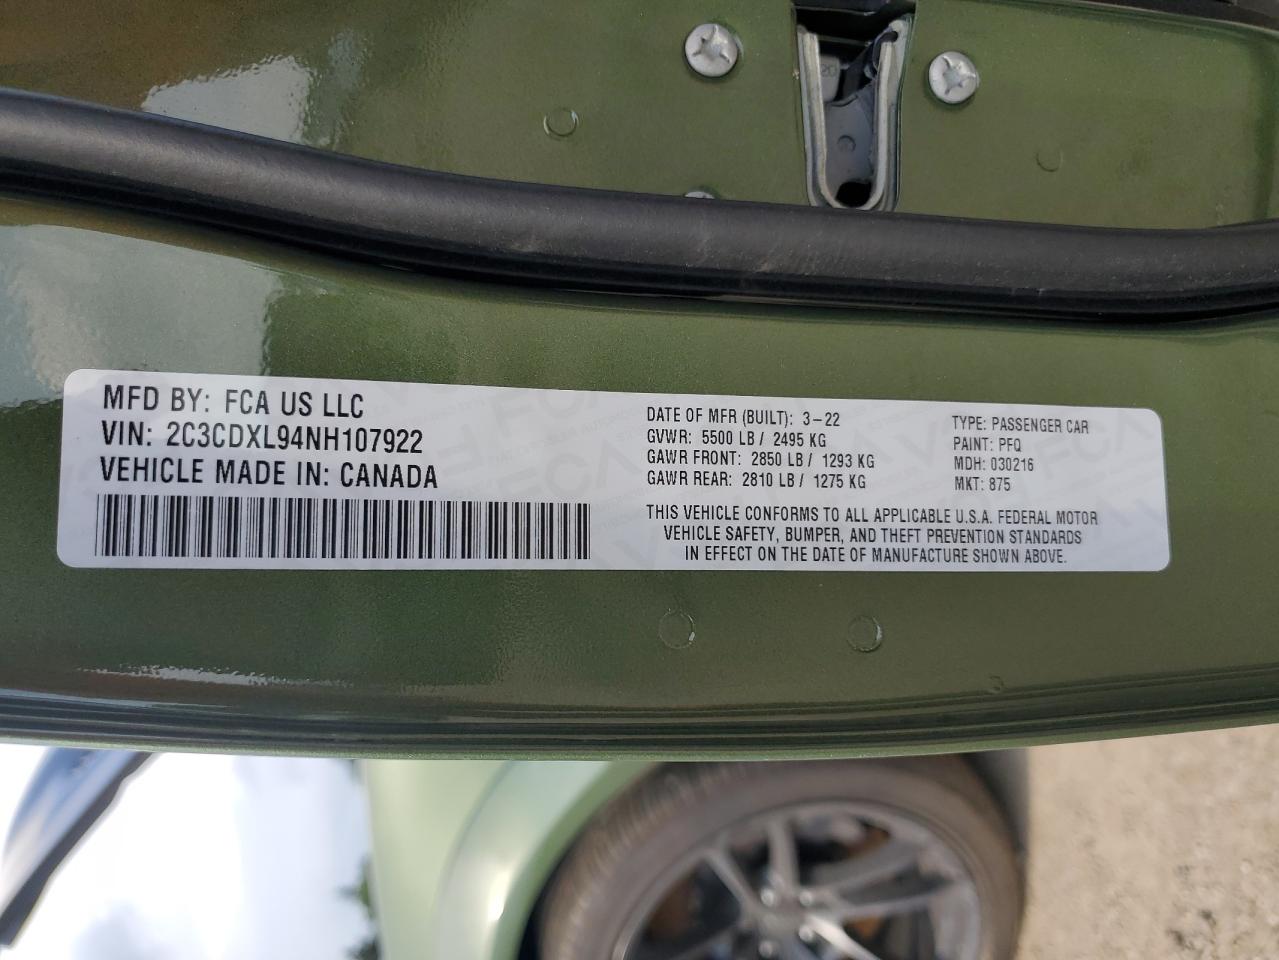 MFD BY: FCA US LLC
VIN: 2C3CDXL94NH107922
VEHICLE MADE IN: CANADA
DATE OF MFR (BUILT): 3-22
GVWR: 5500 LB / 2495 KG
GAWR FRONT: 2850 LB / 1293 KG
GAWR REAR: 2810 LB / 1275 KG
TYPE: PASSENGER CAR
PAINT: PFQ
MDH: 030216
MKT: 875
THIS VEHICLE CONFORMS TO ALL APPLICABLE U.S.A. FEDERAL MOTOR
VEHICLE SAFETY, BUMPER, AND THEFT PREVENTION STANDARDS
IN EFFECT ON THE DATE OF MANUFACTURE SHOWN ABOVE.